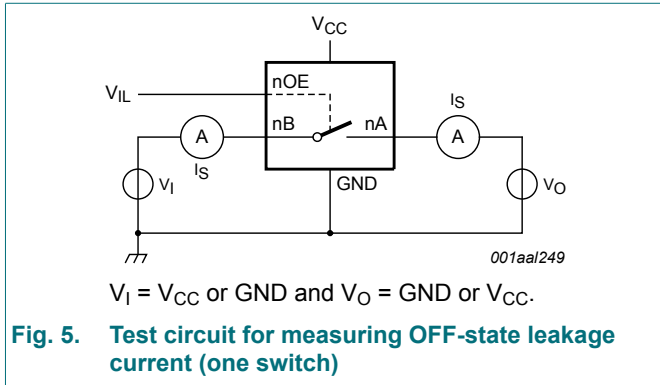 VCC
nOE
VIL
nB
nA
IS
A
A
IS
VI
GND
VO
001aal249
VI = VCC or GND and VO = GND or VCC.
Fig. 5. Test circuit for measuring OFF-state leakage
current (one switch)